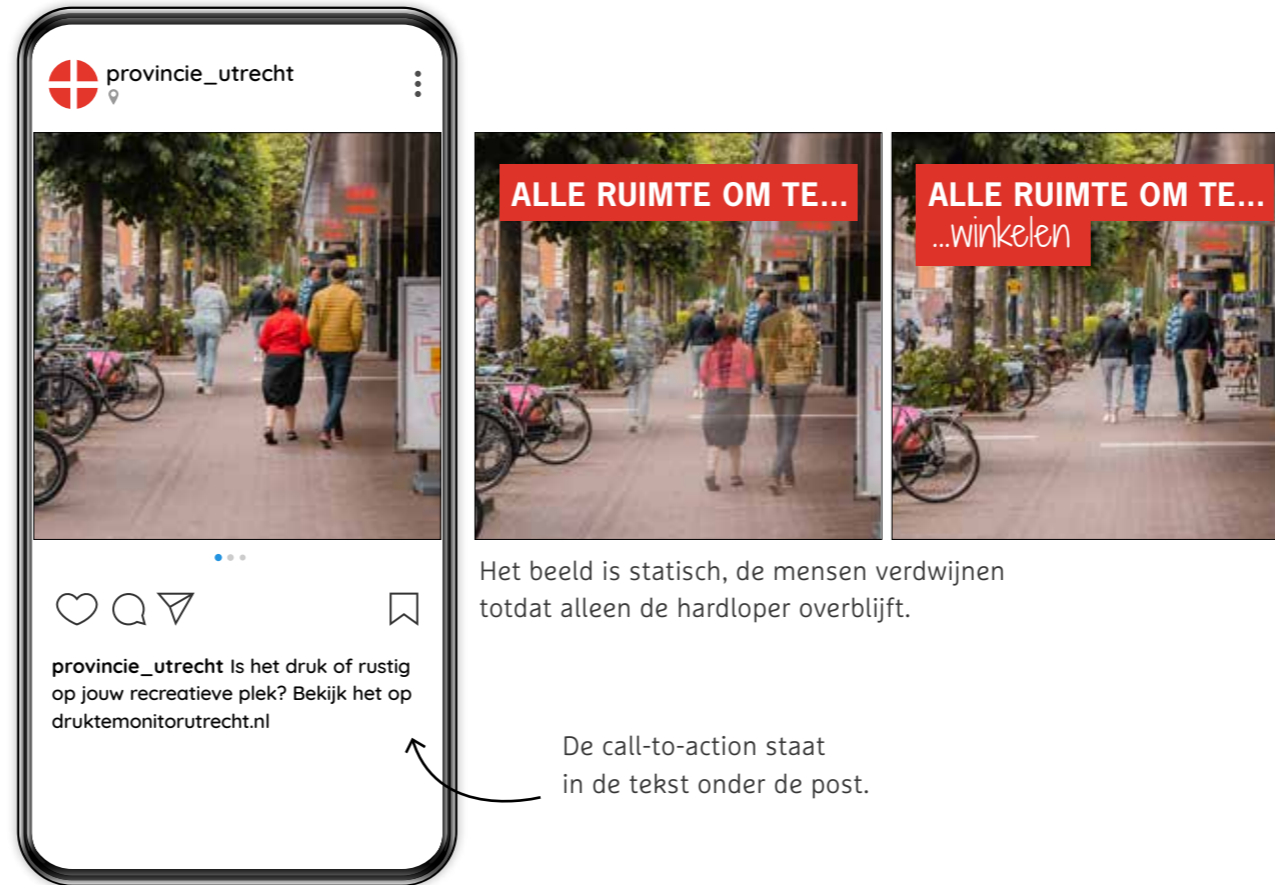 provincie_utrecht
ALLE RUIMTE OM TE...
ALLE RUIMTE OM TE...
...winkelen
Het beeld is statisch, de mensen verdwijnen
totdat alleen de hardloper overblijft.
provincie_utrecht Is het druk of rustig
op jouw recreatieve plek? Bekijk het op
druktemonitorutrecht.nl
De call-to-action staat
in de tekst onder de post.